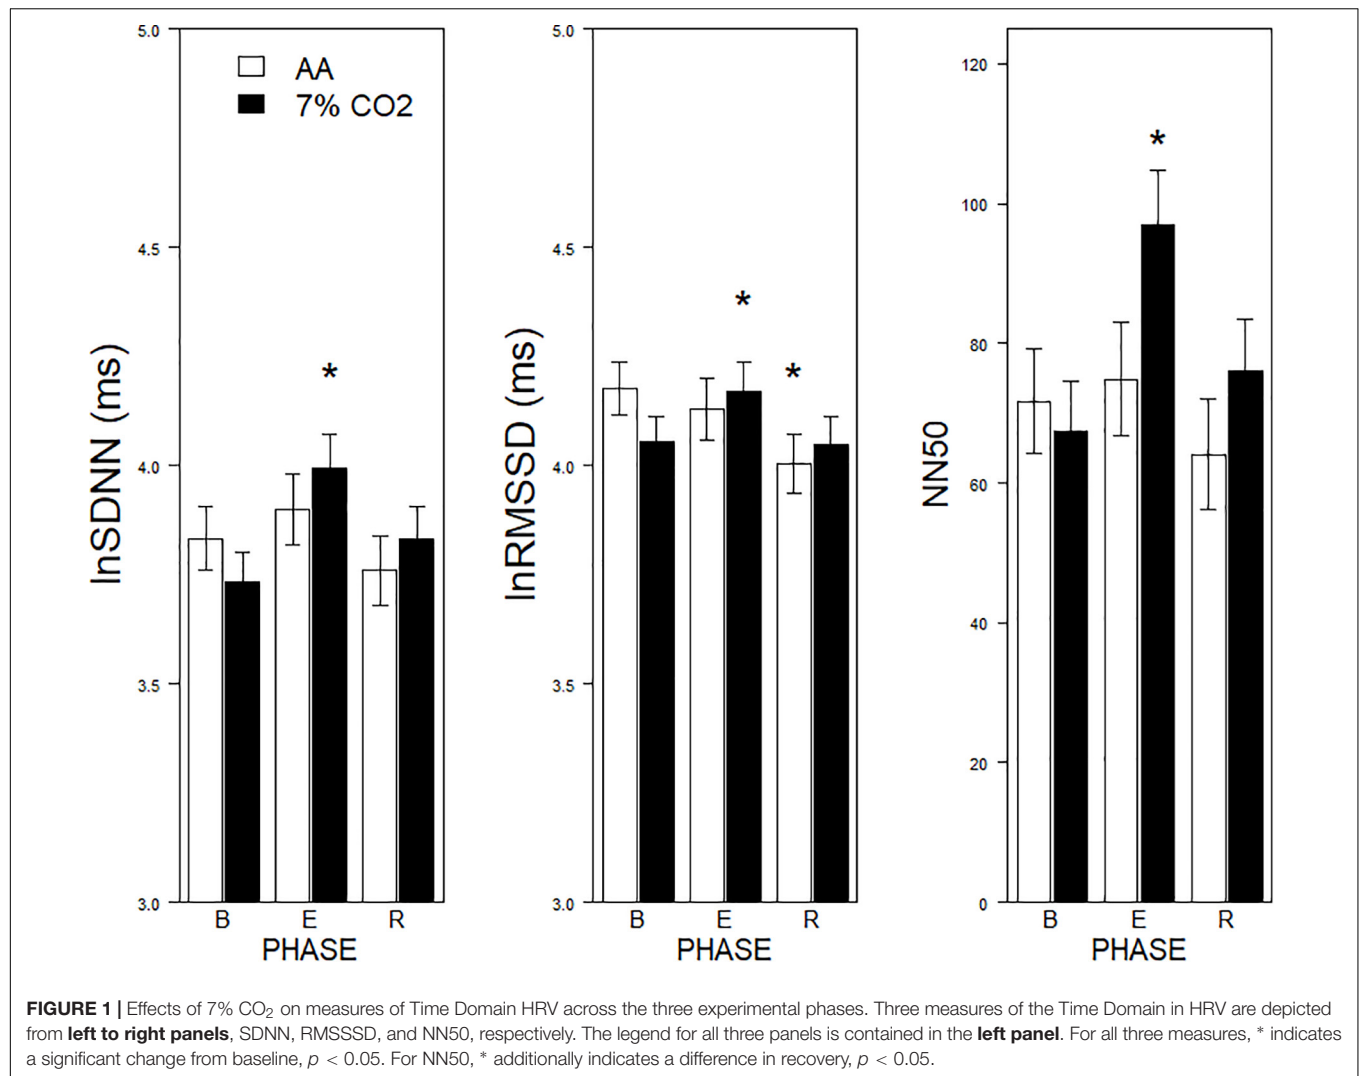 5.0
4.5
4.0
3.5
3.0
lnSDNN (ms)
AA
7% CO2
*
B E R
PHASE
5.0
4.5
4.0
3.5
3.0
lnRMSSD (ms)
*
*
B E R
PHASE
120
100
80
60
40
20
0
NN50
*
B E R
PHASE
FIGURE 1 | Effects of 7% CO₂ on measures of Time Domain HRV across the three experimental phases. Three measures of the Time Domain in HRV are depicted
from left to right panels, SDNN, RMSSSD, and NN50, respectively. The legend for all three panels is contained in the left panel. For all three measures, * indicates
a significant change from baseline, p < 0.05. For NN50, * additionally indicates a difference in recovery, p < 0.05.